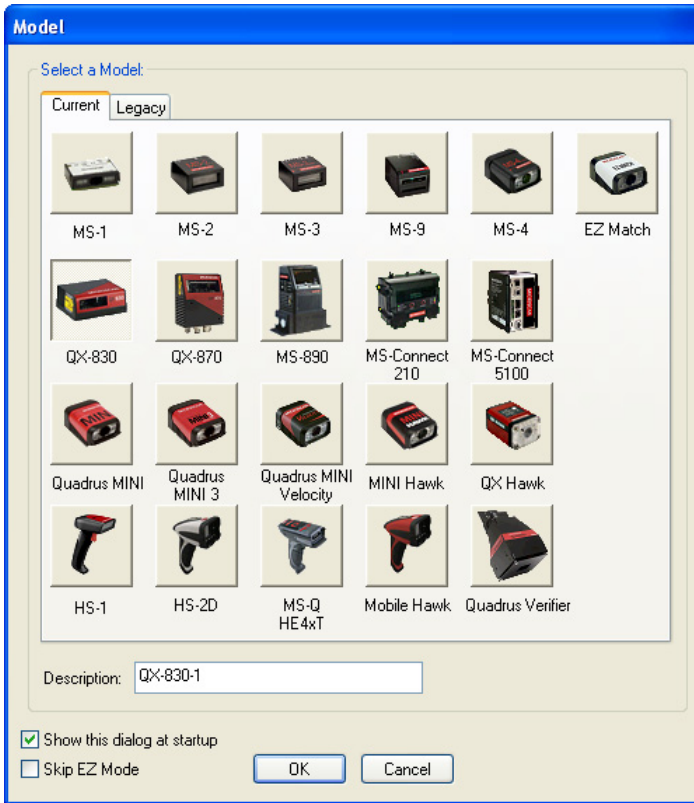 Model
Select a Model:
Current Legacy
MS-1 MS-2 MS-3 MS-9 MS-4 EZ Match
QX-830 QX-870 MS-890 MS-Connect 210 MS-Connect 5100
Quadrus MINI Quadrus MINI 3 Quadrus MINI Velocity MINI Hawk QX Hawk
HS-1 HS-2D MS-Q HE4xT Mobile Hawk Quadrus Verifier
Description: QX-830-1
Show this dialog at startup
Skip EZ Mode OK Cancel